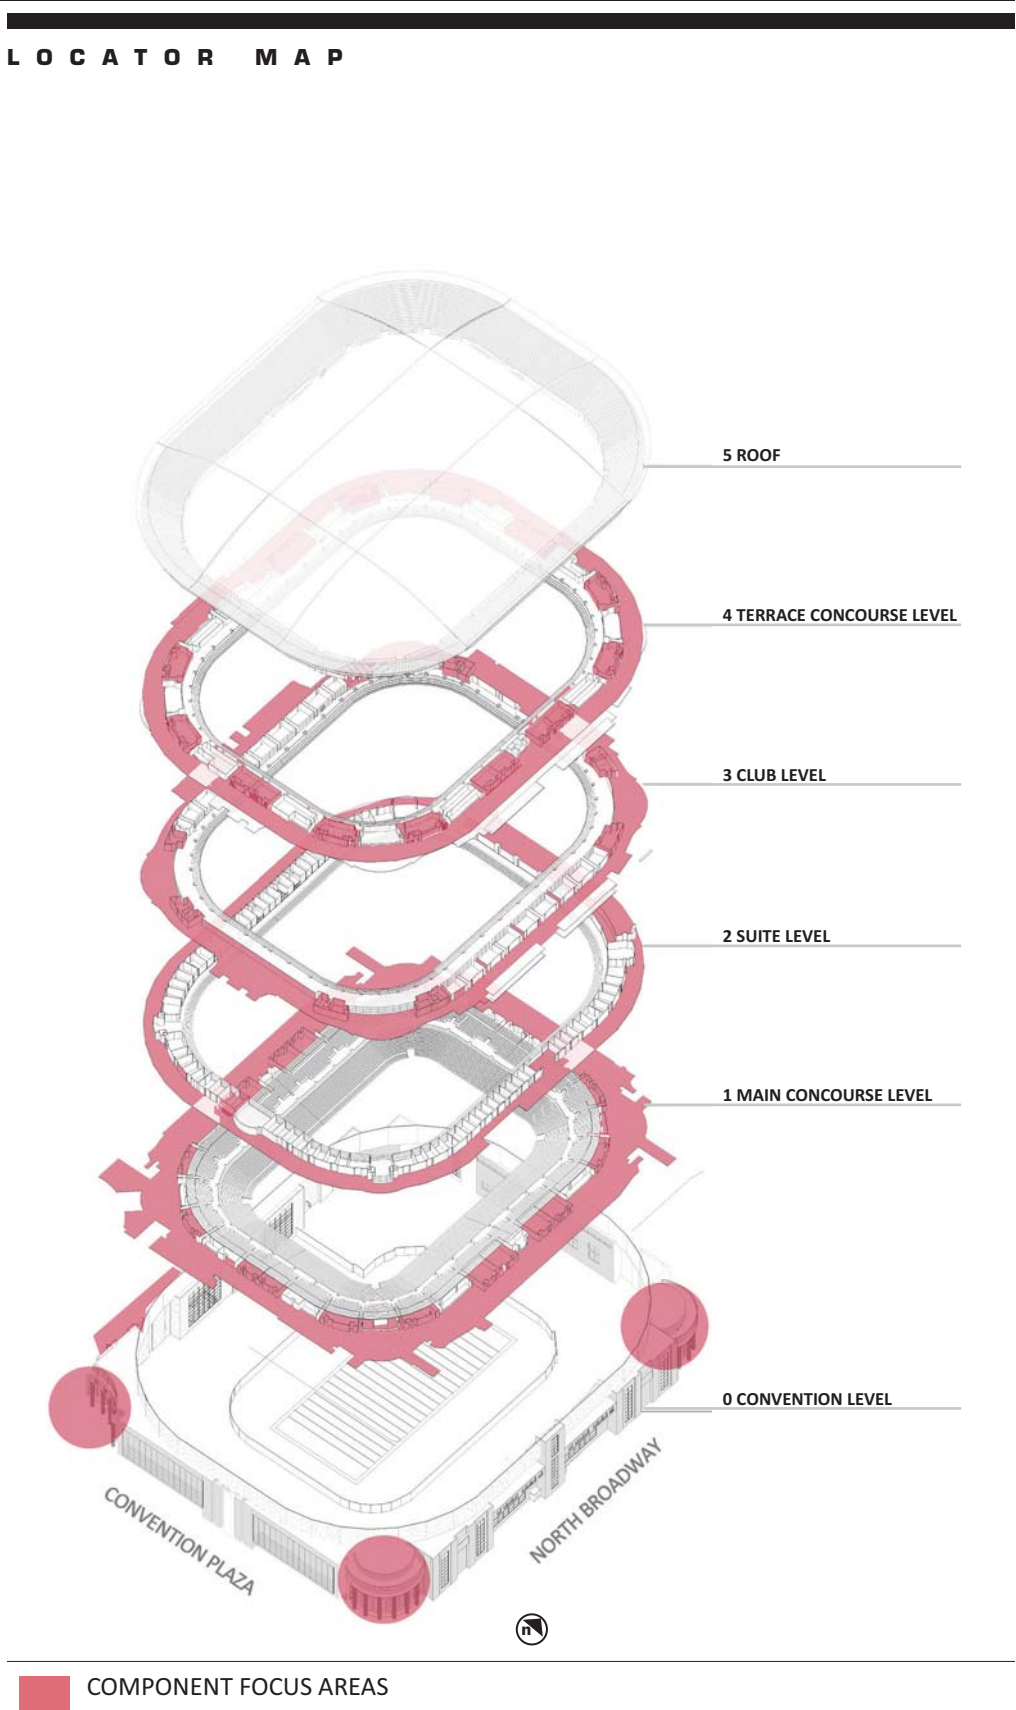 LOCATOR MAP
5 ROOF
4 TERRACE CONCOURSE LEVEL
3 CLUB LEVEL
2 SUITE LEVEL
1 MAIN CONCOURSE LEVEL
0 CONVENTION LEVEL
CONVENTION PLAZA
NORTH BROADWAY
n
COMPONENT FOCUS AREAS